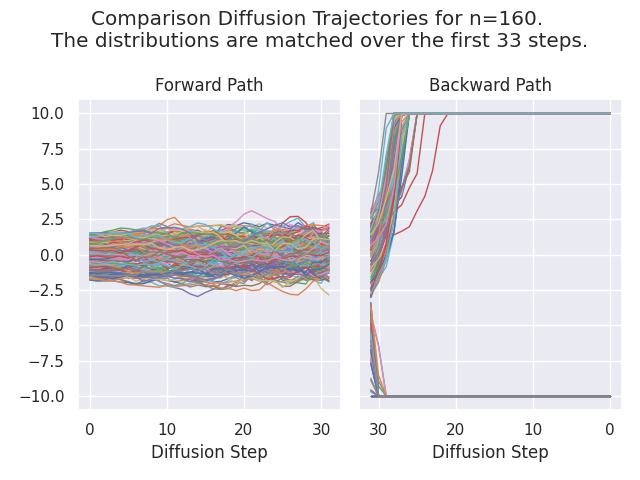 Comparison Diffusion Trajectories for n=160.
The distributions are matched over the first 33 steps.
Forward Path
Backward Path
10.0
7.5
5.0
2.5
0.0
−2.5
−5.0
−7.5
−10.0
0 10 20 30
30 20 10 0
Diffusion Step
Diffusion Step